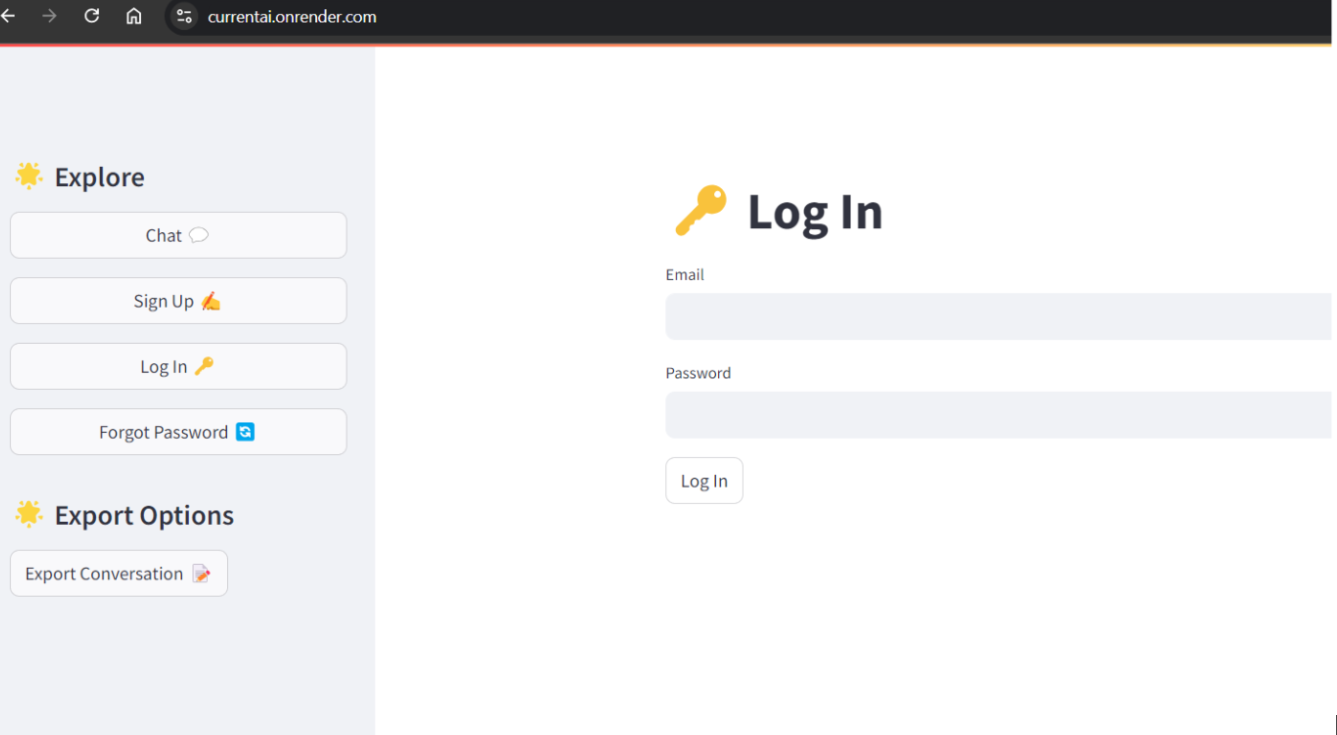 currentai.onrender.com
🌟 Explore
Chat 💬
Sign Up ✍️
Log In 🔑
Forgot Password 🔄
🌟 Export Options
Export Conversation 📝
🔑 Log In
Email
Password
Log In